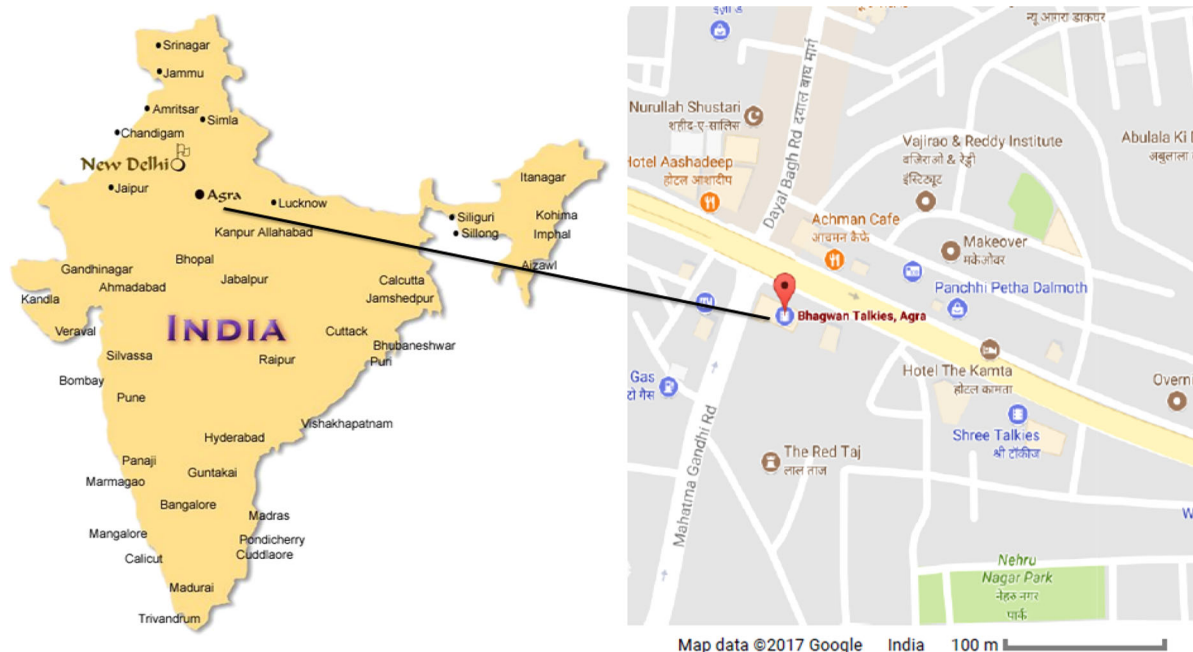 Srinagar
Jammu
Amritsar
Simla
Chandigam
New Delhi
Jaipur
Agra
Lucknow
Itanagar
Siliguri
Kohima
Sillong
Imphal
Kanpur Allahabad
Aizawl
Bhopal
Gandhinagar
Jabalpur
Calcutta
Ahmadabad
Jamshedpur
Kandla
INDIA
Veraval
Cuttack
Bhubaneshwar
Silvassa
Raipur
Puri
Bombay
Pune
Vishakhapatnam
Hyderabad
Panaji
Guntakai
Marmagao
Bangalore
Madras
Mangalore
Pondicherry
Cuddlaore
Calicut
Madurai
Trivandrum
न्यू आगरा डाकघर
Dayal Bagh Rd दयाल बाग मार्ग
Nurullah Shustari
शहीद-ए-सालिस
Vajirao & Reddy Institute
वजिराओ & रेड्डी
इंस्टिट्यूट
Abulala Ki
अबुलाला
Hotel Aashadeep
होटल आशादीप
Achman Cafe
आचमन कैफे
Makeover
मकेओवर
Panchhi Petha Dalmoth
Bhagwan Talkies, Agra
Gas
गैस
Hotel The Kamta
होटल कामता
Shree Talkies
श्री टॉकीज
The Red Taj
लाल ताज
Mahatma Gandhi Rd
Nehru
Nagar Park
नेहरु नगर
पार्क
Map data ©2017 Google India 100 m